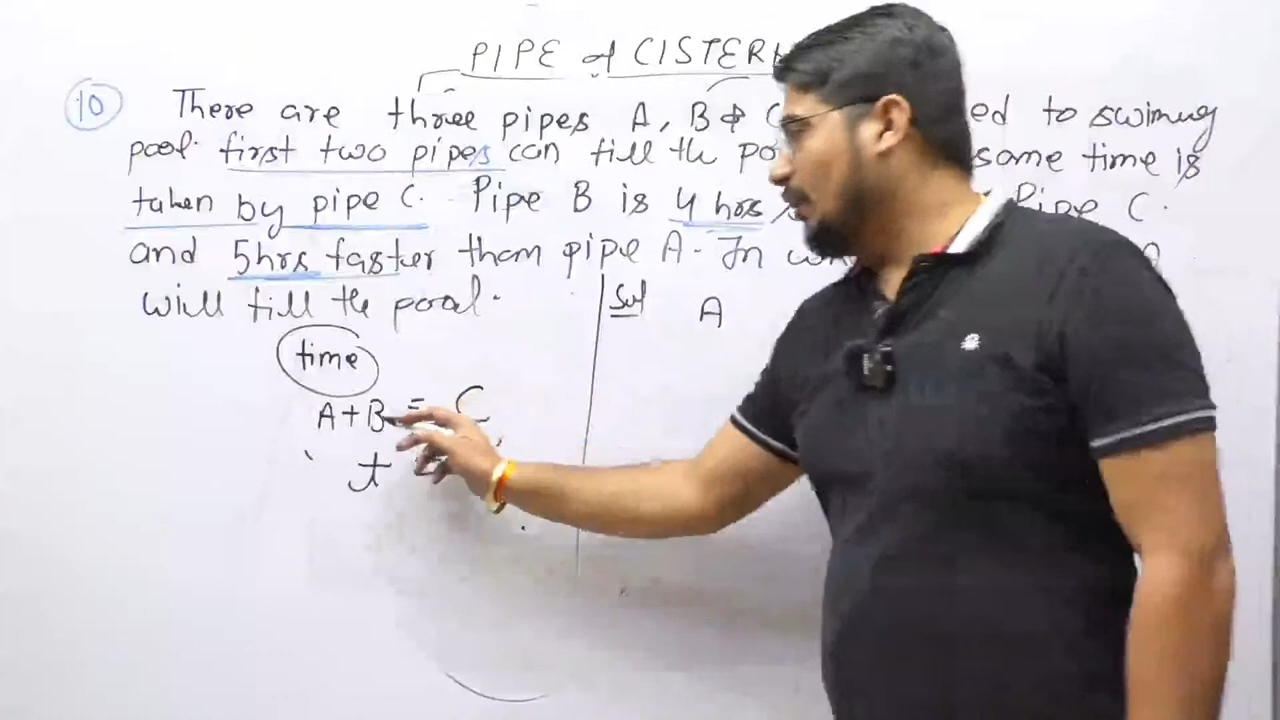 PIPE & CISTER
10 There are three pipes A, B & C ed to swimung
pool. first two pipes can fill the po same time is
taken by pipe C. Pipe B is 4 hrs Pipe C.
and 5hrs faster than pipe A. In
will fill the pool.
Sol A
time
A+B = C
t